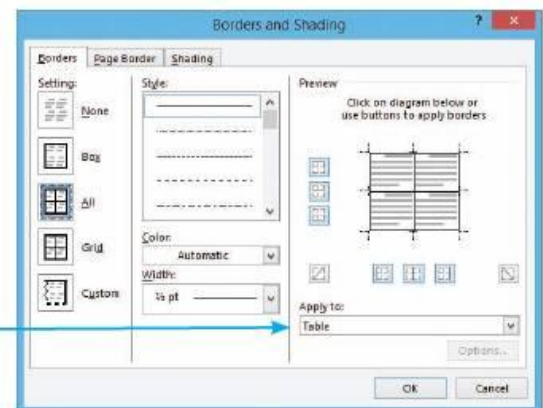 Borders and Shading
?
Borders Page Border Shading
Setting:
None
Box
All
Grid
Custom
Style:
Color:
Automatic
Width:
½ pt
Preview
Click on diagram below or
use buttons to apply borders
Apply to:
Table
Options...
OK Cancel